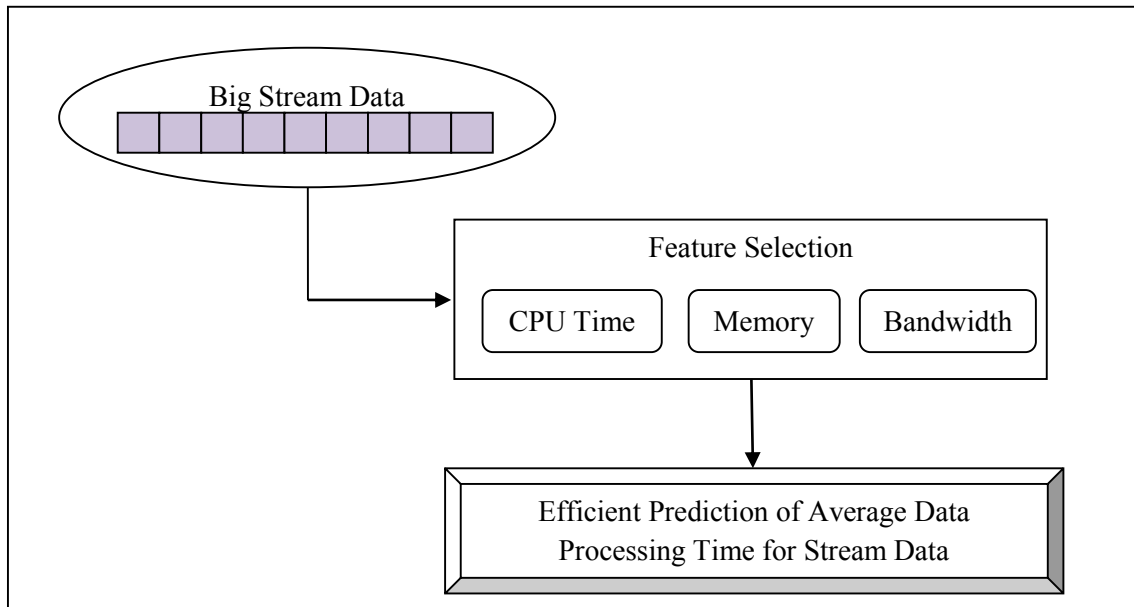 Big Stream Data
Feature Selection
CPU Time
Memory
Bandwidth
Efficient Prediction of Average Data
Processing Time for Stream Data